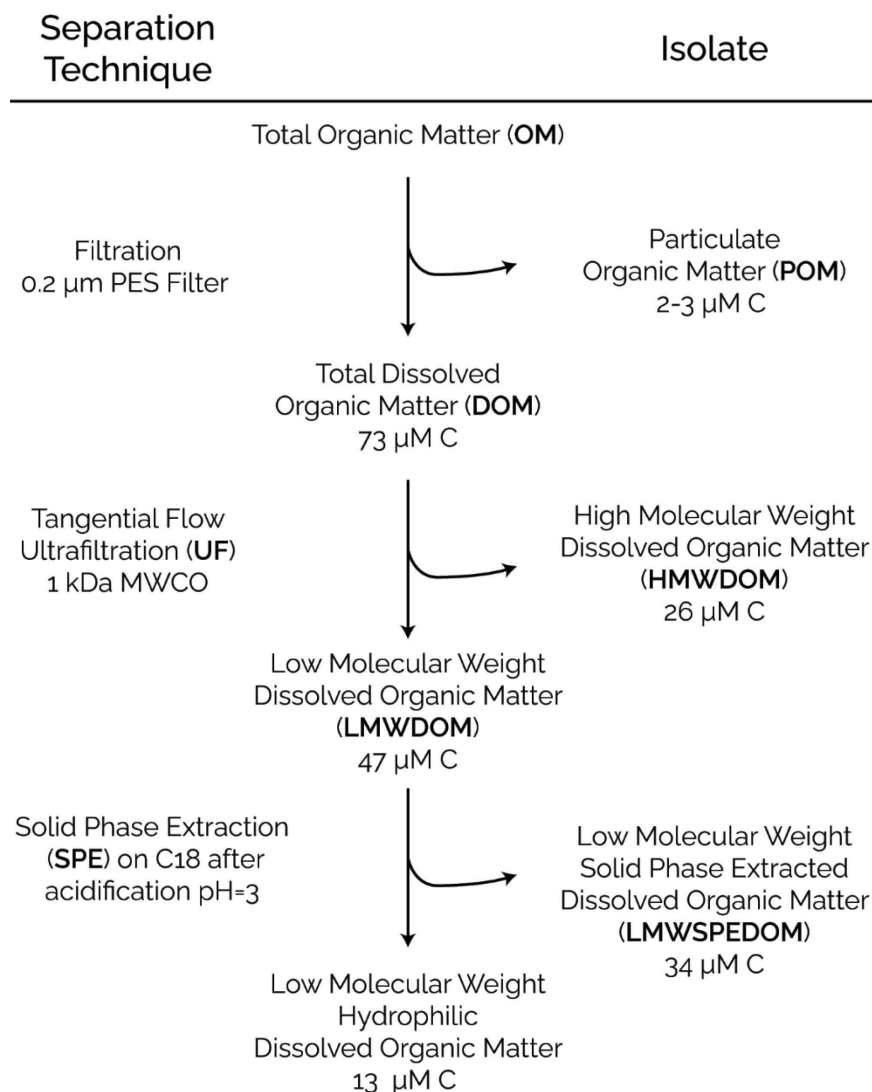 Separation
Technique
Isolate
Total Organic Matter (OM)
Filtration
0.2 µm PES Filter
Particulate
Organic Matter (POM)
2-3 µM C
Total Dissolved
Organic Matter (DOM)
73 µM C
Tangential Flow
Ultrafiltration (UF)
1 kDa MWCO
High Molecular Weight
Dissolved Organic Matter
(HMWDOM)
26 µM C
Low Molecular Weight
Dissolved Organic Matter
(LMWDOM)
47 µM C
Solid Phase Extraction
(SPE) on C18 after
acidification pH=3
Low Molecular Weight
Solid Phase Extracted
Dissolved Organic Matter
(LMWSPEDOM)
34 µM C
Low Molecular Weight
Hydrophilic
Dissolved Organic Matter
13 µM C